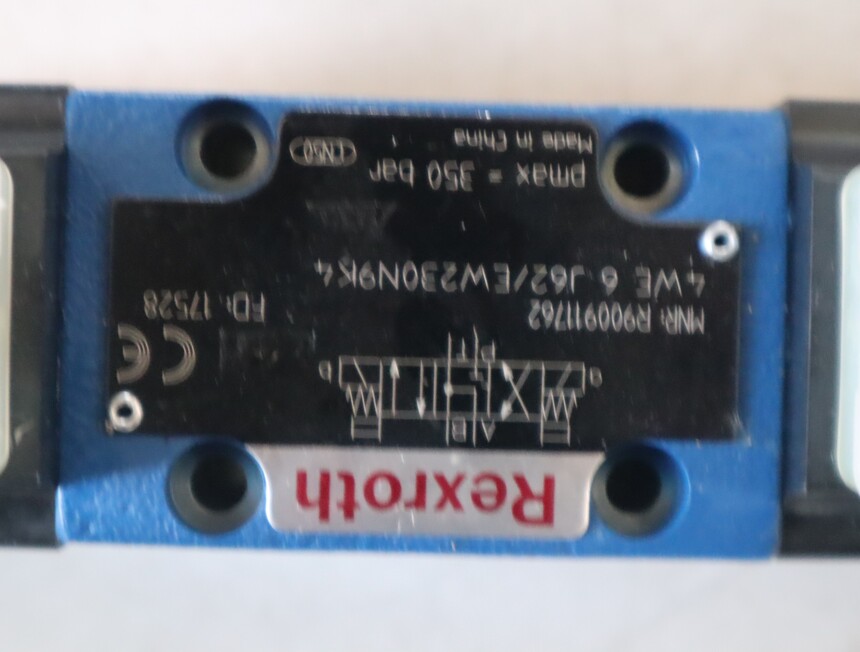 Rexroth
A B
a b
P T
MNR: R900911762
FD: 17528
4WE 6 J62/EW230N9K4
pmax = 350 bar
Made in China
CE